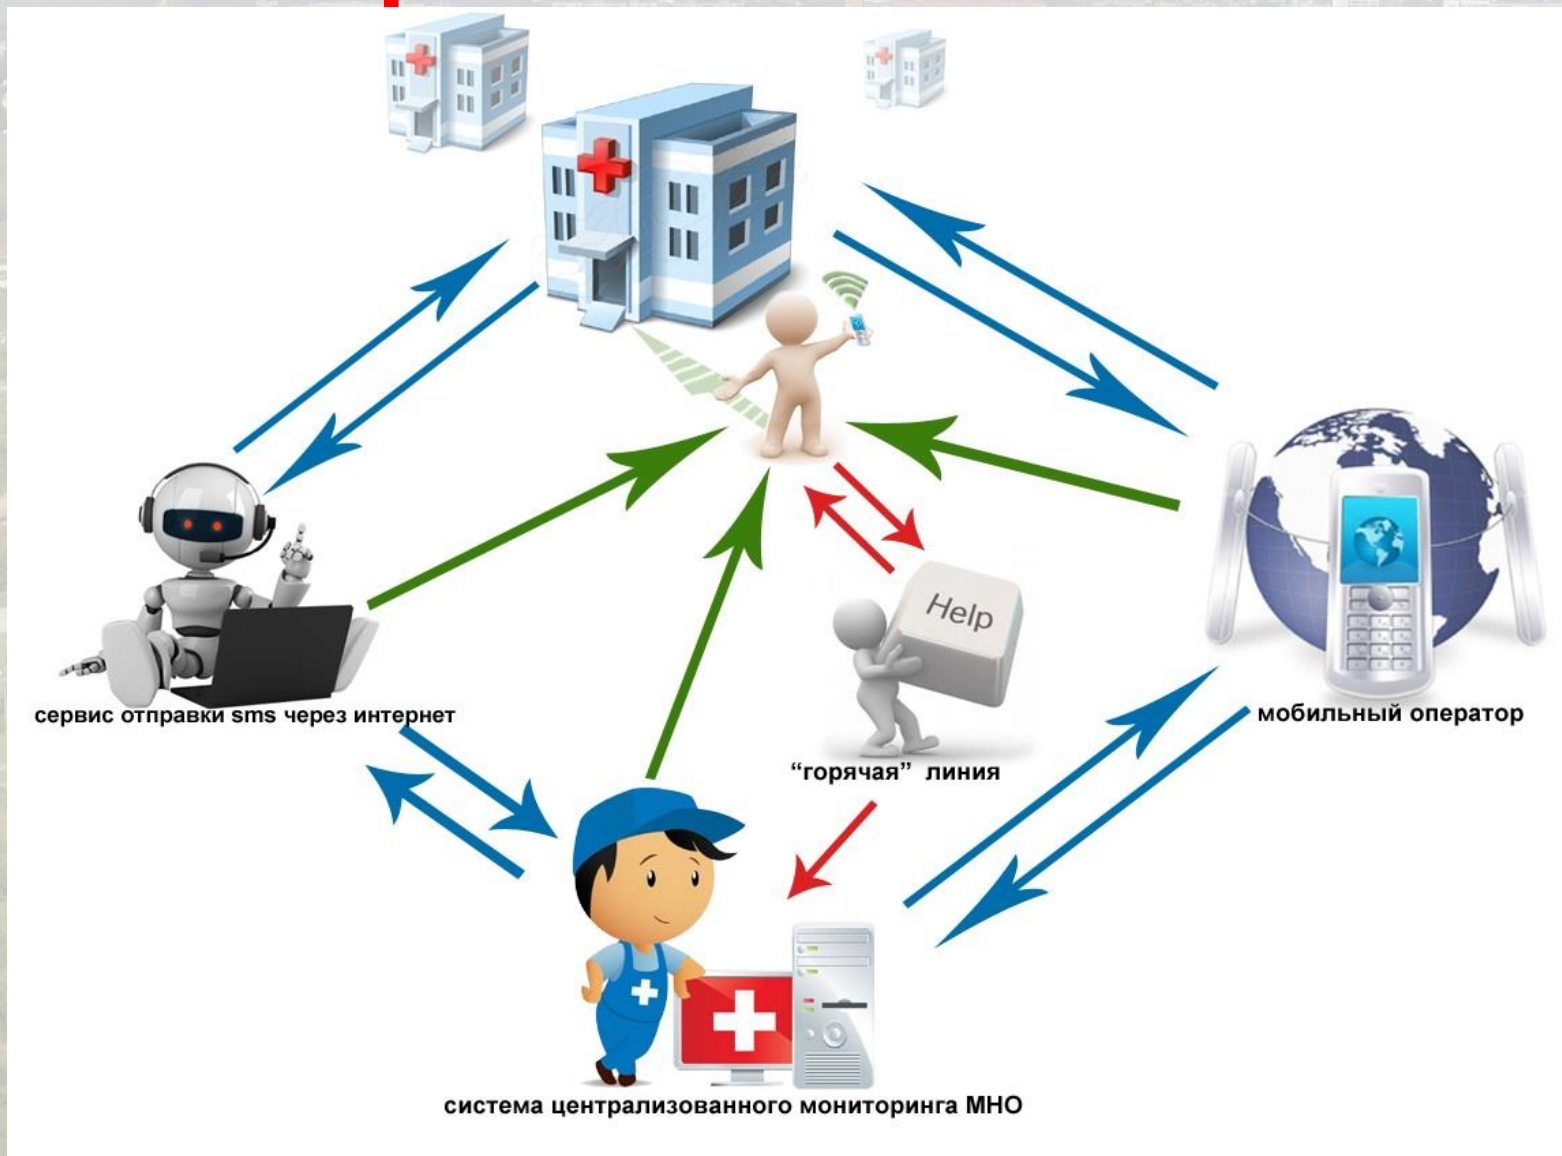 Help
сервис отправки sms через интернет
мобильный оператор
“горячая” линия
система централизованного мониторинга МНО